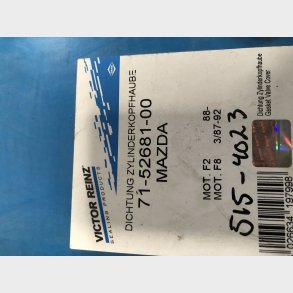 VICTOR REINZ
SEALING PRODUCTS
DICHTUNG ZYLINDERKOPFHAUBE
71-52681-00
MAZDA
MOT. F2 88-
MOT. F8 3/87-92
515-4023
Dichtung Zylinderkopfhaube
Gasket Valve Cover